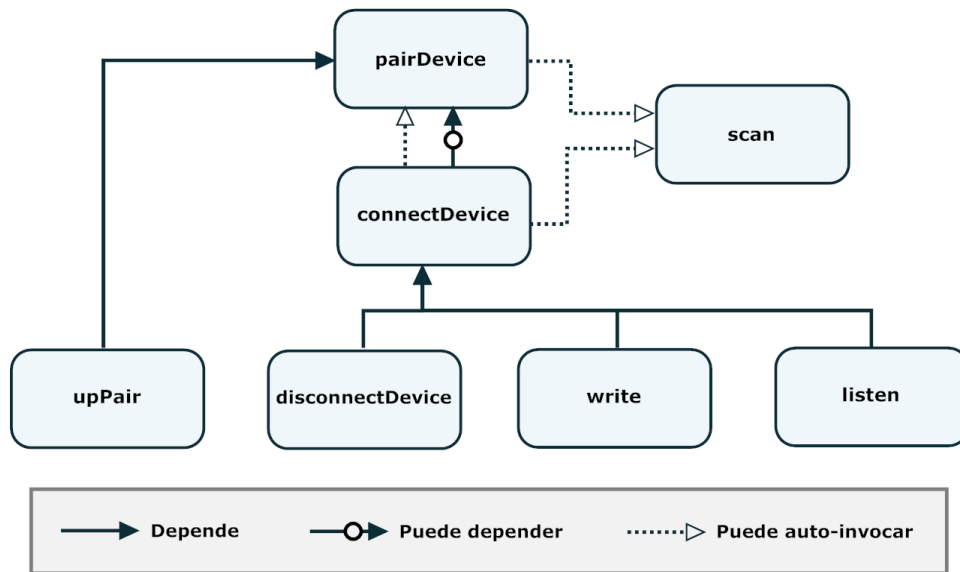 pairDevice
scan
connectDevice
upPair
disconnectDevice
write
listen
Depende
Puede depender
Puede auto-invocar